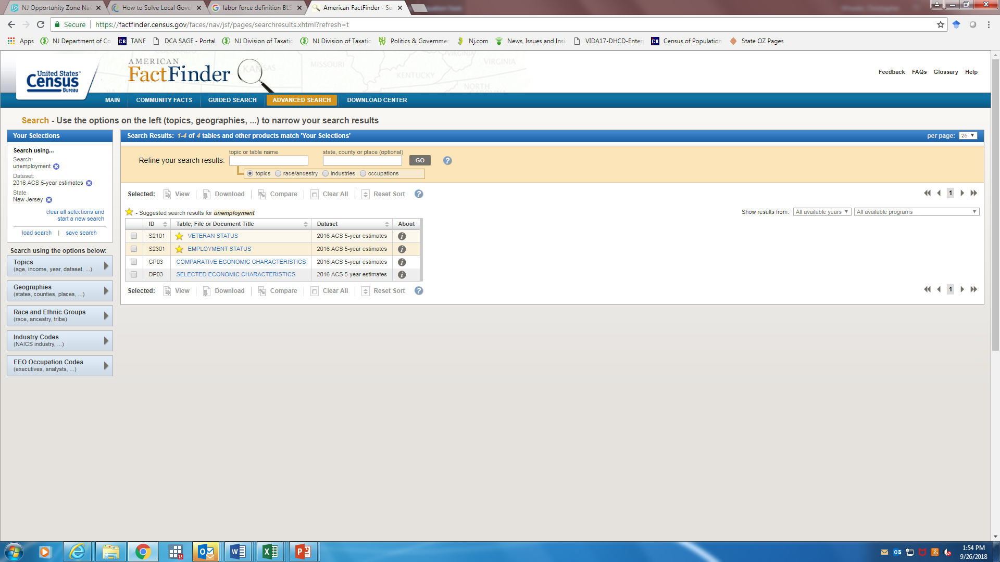 NJ Opportunity Zone Na
How to Solve Local Gove
labor force definition BLS
American FactFinder - Se
Secure
https://factfinder.census.gov/faces/nav/jsf/pages/searchresults.xhtml?refresh=t
Apps
NJ Department of Co
CB
TANF
DCA SAGE - Portal
NJ Division of Taxatio
NJ Division of Taxatio
Politics & Governmen
Nj.com
News, Issues and Insi
VIDA17-DHCD-Enter
CB
Census of Population
State OZ Pages
United States™
Census
Bureau
AMERICAN
FactFinder
COLORADO
KANSAS
MISSOURI
KENTUCKY
VIRGINIA
NORTH
CAROLINA
Feedback
FAQs
Glossary
Help
MAIN
COMMUNITY FACTS
GUIDED SEARCH
ADVANCED SEARCH
DOWNLOAD CENTER
Search - Use the options on the left (topics, geographies, ...) to narrow your search results
Your Selections
Search using...
Search:
unemployment
Dataset:
2016 ACS 5-year estimates
State
New Jersey
clear all selections and
start a new search
load search | save search
Search using the options below:
Topics
(age, income, year, dataset, ...)
Geographies
(states, counties, places, ...)
Race and Ethnic Groups
(race, ancestry, tribe)
Industry Codes
(NAICS industry, ...)
EEO Occupation Codes
(executives, analysts, ...)
Search Results: 1-4 of 4 tables and other products match 'Your Selections'
per page: 25
topic or table name
state, county or place (optional)
Refine your search results:
GO
?
topics race/ancestry industries occupations
Selected: View | Download | Compare | Clear All | Reset Sort ?
1
- Suggested search results for unemployment
Show results from: All available years All available programs
ID Table, File or Document Title Dataset About
S2101 VETERAN STATUS 2016 ACS 5-year estimates i
S2301 EMPLOYMENT STATUS 2016 ACS 5-year estimates i
CP03 COMPARATIVE ECONOMIC CHARACTERISTICS 2016 ACS 5-year estimates i
DP03 SELECTED ECONOMIC CHARACTERISTICS 2016 ACS 5-year estimates i
Selected: View | Download | Compare | Clear All | Reset Sort ?
1
15
1:54 PM
9/26/2018